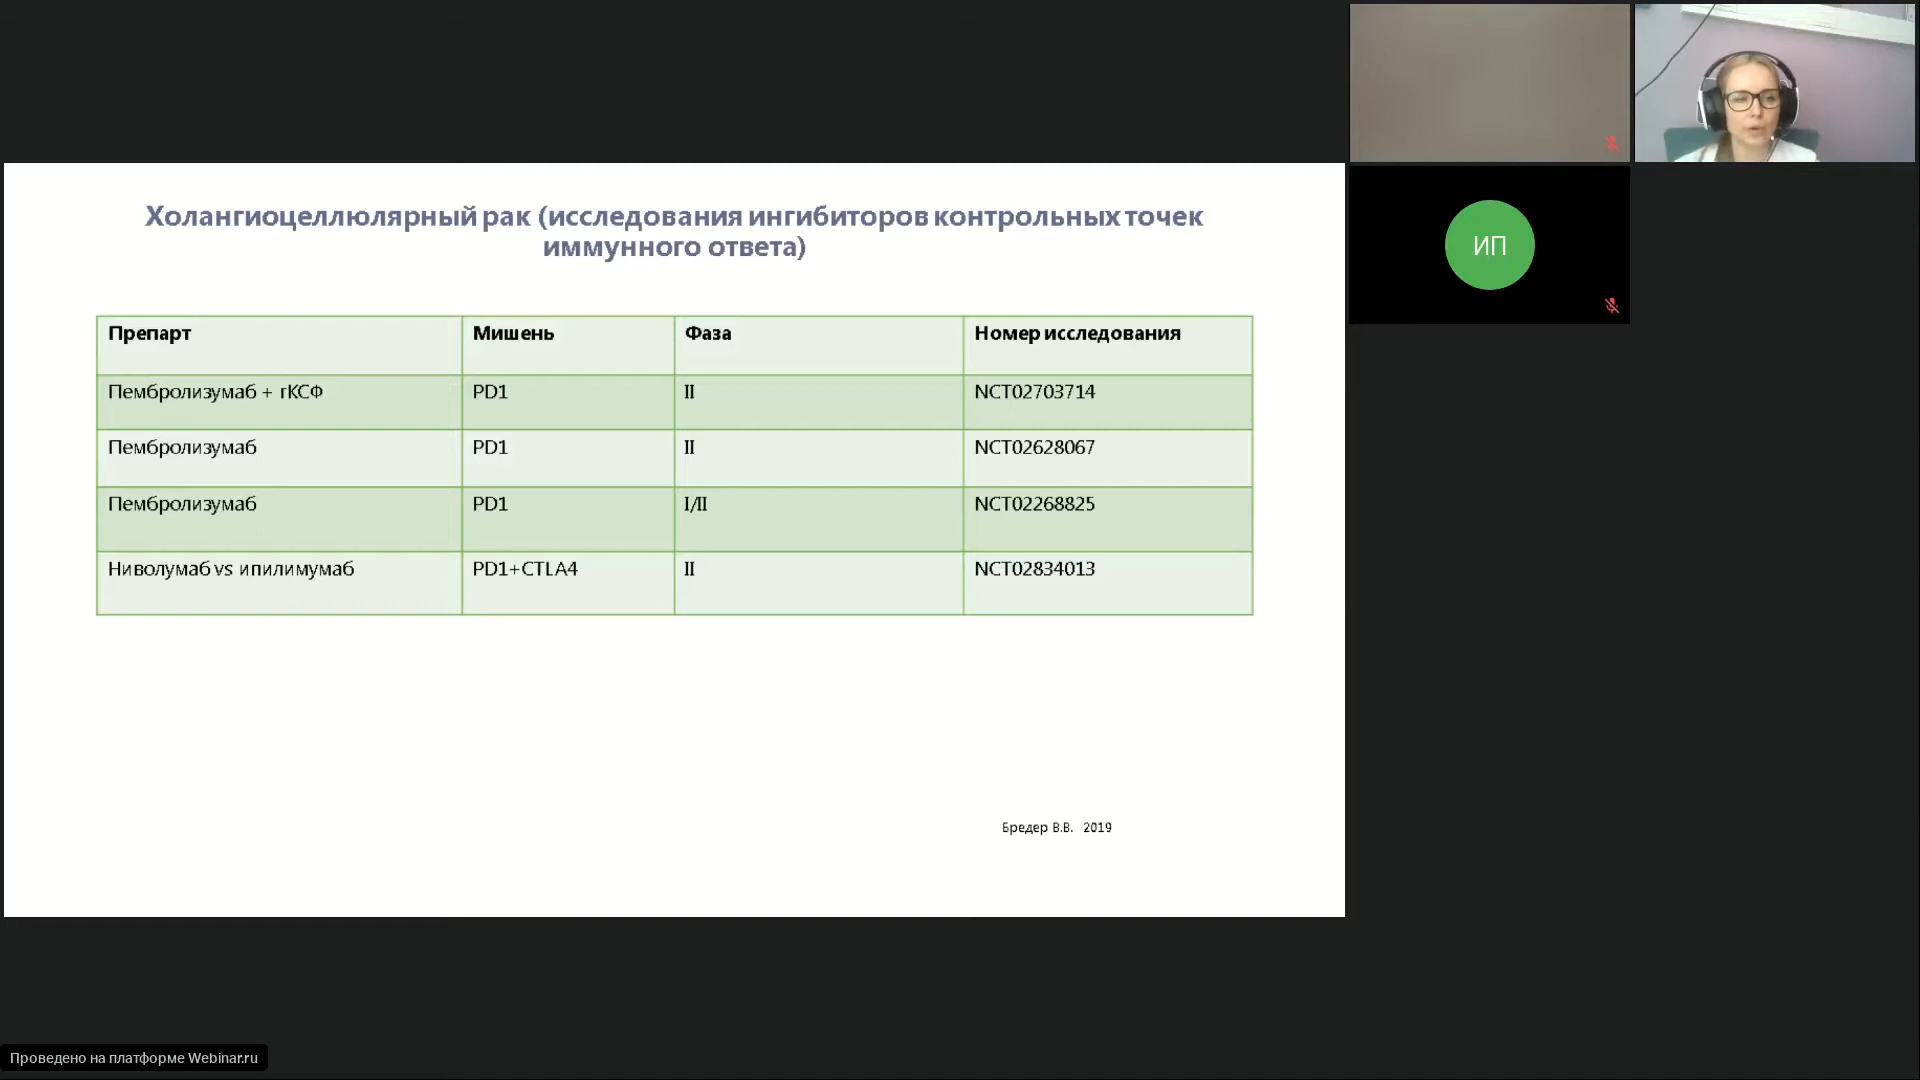 Холангиоцеллюлярный рак (исследования ингибиторов контрольных точек
иммунного ответа)
Препарт Мишень Фаза Номер исследования
Пембролизумаб + гКСФ PD1 II NCT02703714
Пембролизумаб PD1 II NCT02628067
Пембролизумаб PD1 I/II NCT02268825
Ниволумаб vs ипилимумаб PD1+CTLA4 II NCT02834013
Бредер В.В. 2019
ИП
Проведено на платформе Webinar.ru